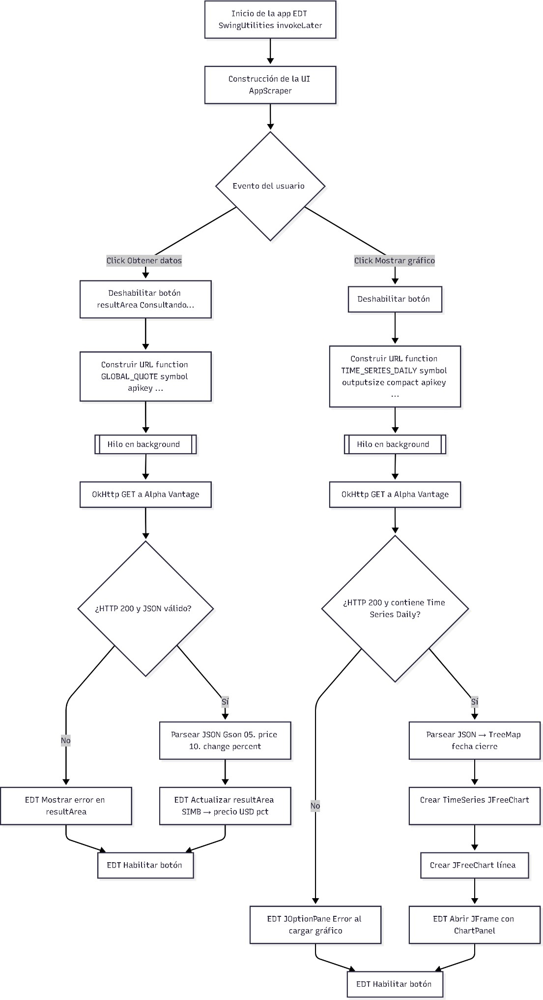 Inicio de la app EDT
SwingUtilities invokeLater
Construcción de la UI
AppScraper
Evento del usuario
Click Obtener datos
Click Mostrar gráfico
Deshabilitar botón
resultArea Consultando...
Deshabilitar botón
Construir URL function
GLOBAL_QUOTE symbol
apikey ...
Construir URL function
TIME_SERIES_DAILY symbol
outputsize compact apikey
...
Hilo en background
Hilo en background
OkHttp GET a Alpha Vantage
OkHttp GET a Alpha Vantage
¿HTTP 200 y JSON válido?
¿HTTP 200 y contiene Time
Series Daily?
Sí
Sí
No
Parsear JSON Gson 05. price
10. change percent
Parsear JSON → TreeMap
fecha cierre
EDT Mostrar error en
resultArea
EDT Actualizar resultArea
SIMB → precio USD pct
No
Crear TimeSeries JFreeChart
EDT Habilitar botón
Crear JFreeChart línea
EDT JOptionPane Error al
cargar gráfico
EDT Abrir JFrame con
ChartPanel
EDT Habilitar botón